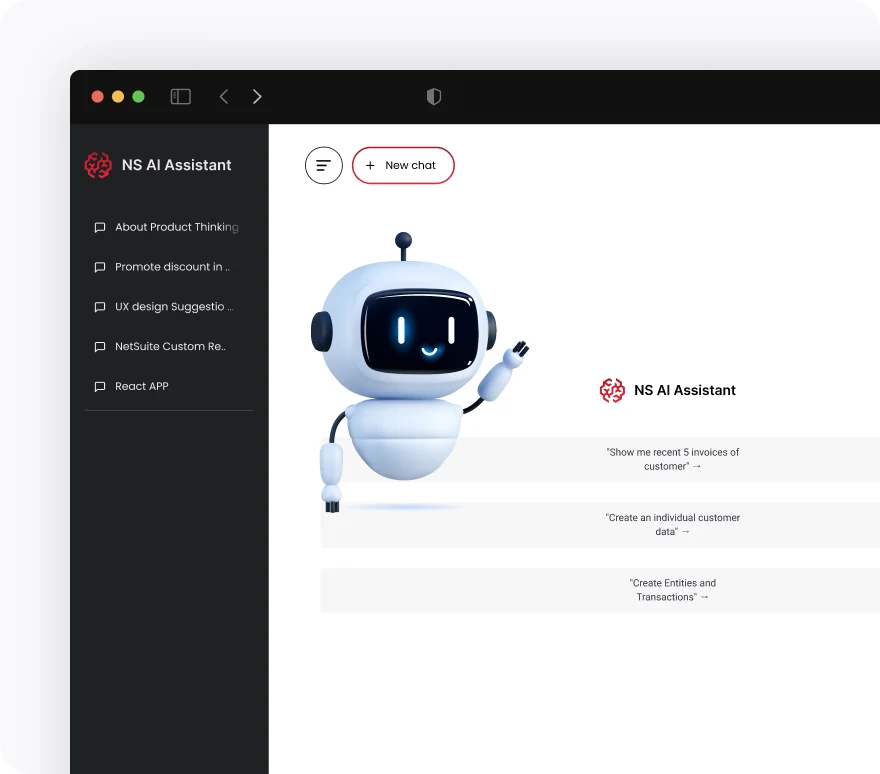 NS AI Assistant
About Product Thinking
Promote discount in ..
UX design Suggestio ...
NetSuite Custom Re..
React APP
+ New chat
NS AI Assistant
"Show me recent 5 invoices of
customer" →
"Create an individual customer
data" →
"Create Entities and
Transactions" →